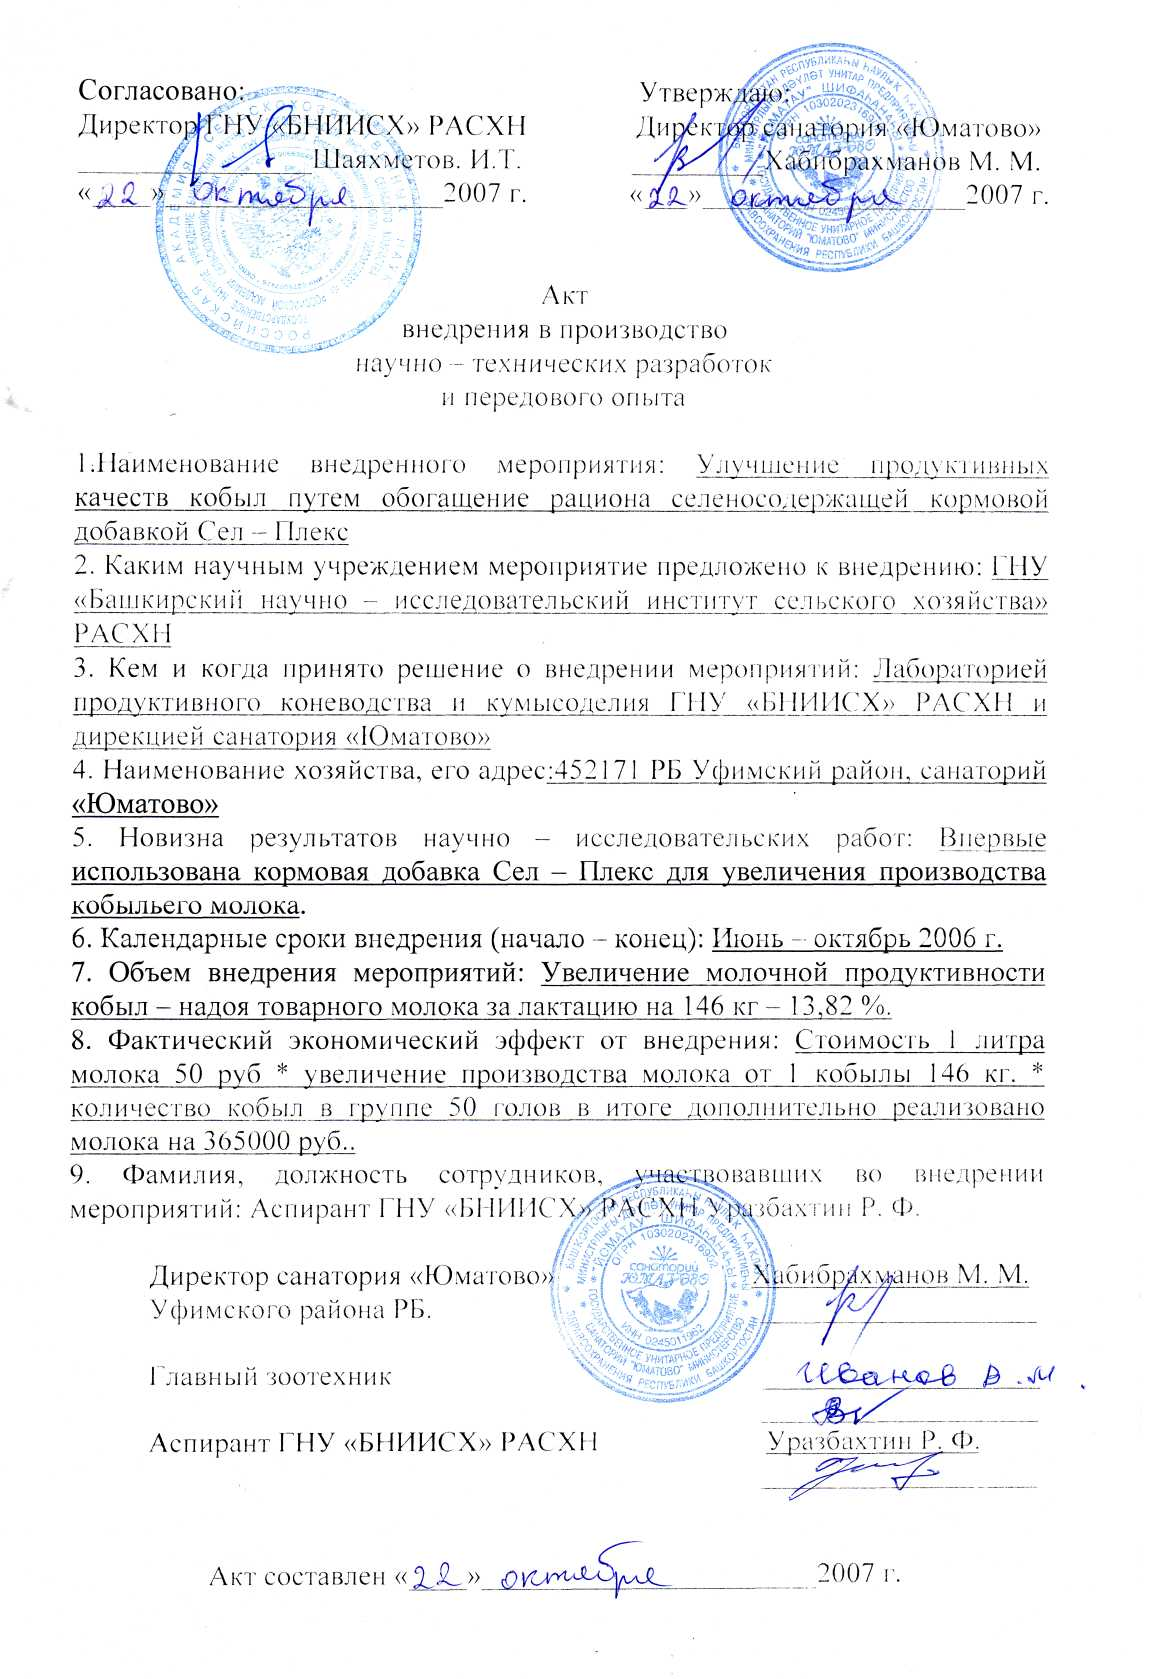 Согласовано: Утверждаю:
Директор ГНУ «БНИИСХ» РАСХН Директор санатория «Юматово»
Шаяхметов. И.Т. Хабибрахманов М. М.
«22» октября 2007 г. «22» октября 2007 г.
Акт
внедрения в производство
научно – технических разработок
и передового опыта
1.Наименование внедренного мероприятия: Улучшение продуктивных
качеств кобыл путем обогащение рациона селеносодержащей кормовой
добавкой Сел – Плекс
2. Каким научным учреждением мероприятие предложено к внедрению: ГНУ
«Башкирский научно – исследовательский институт сельского хозяйства»
РАСХН
3. Кем и когда принято решение о внедрении мероприятий: Лабораторией
продуктивного коневодства и кумысоделия ГНУ «БНИИСХ» РАСХН и
дирекцией санатория «Юматово»
4. Наименование хозяйства, его адрес:452171 РБ Уфимский район, санаторий
«Юматово»
5. Новизна результатов научно – исследовательских работ: Впервые
использована кормовая добавка Сел – Плекс для увеличения производства
кобыльего молока.
6. Календарные сроки внедрения (начало – конец): Июнь – октябрь 2006 г.
7. Объем внедрения мероприятий: Увеличение молочной продуктивности
кобыл – надоя товарного молока за лактацию на 146 кг – 13,82 %.
8. Фактический экономический эффект от внедрения: Стоимость 1 литра
молока 50 руб * увеличение производства молока от 1 кобылы 146 кг. *
количество кобыл в группе 50 голов в итоге дополнительно реализовано
молока на 365000 руб..
9. Фамилия, должность сотрудников, участвовавших во внедрении
мероприятий: Аспирант ГНУ «БНИИСХ» РАСХН Уразбахтин Р. Ф.
Директор санатория «Юматово» Хабибрахманов М. М.
Уфимского района РБ.
Главный зоотехник Иванов В.М.
Аспирант ГНУ «БНИИСХ» РАСХН Уразбахтин Р. Ф.
Акт составлен «22» октября 2007 г.